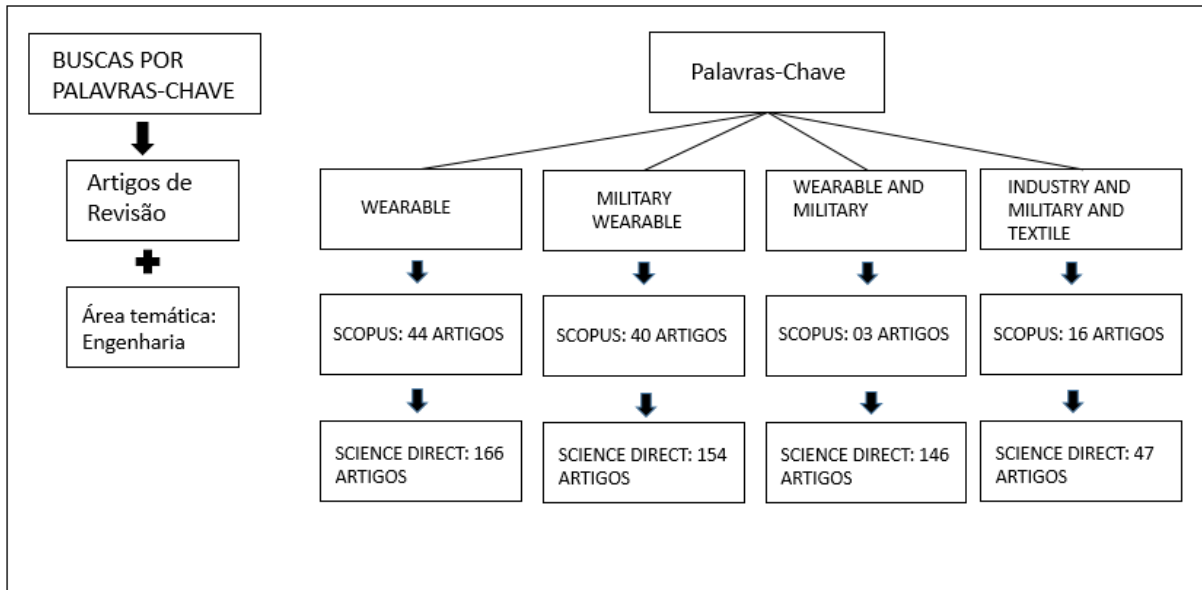 BUSCAS POR
PALAVRAS-CHAVE
Artigos de
Revisão
Área temática:
Engenharia
Palavras-Chave
WEARABLE
MILITARY
WEARABLE
WEARABLE AND
MILITARY
INDUSTRY AND
MILITARY AND
TEXTILE
SCOPUS: 44 ARTIGOS
SCOPUS: 40 ARTIGOS
SCOPUS: 03 ARTIGOS
SCOPUS: 16 ARTIGOS
SCIENCE DIRECT: 166
ARTIGOS
SCIENCE DIRECT: 154
ARTIGOS
SCIENCE DIRECT: 146
ARTIGOS
SCIENCE DIRECT: 47
ARTIGOS